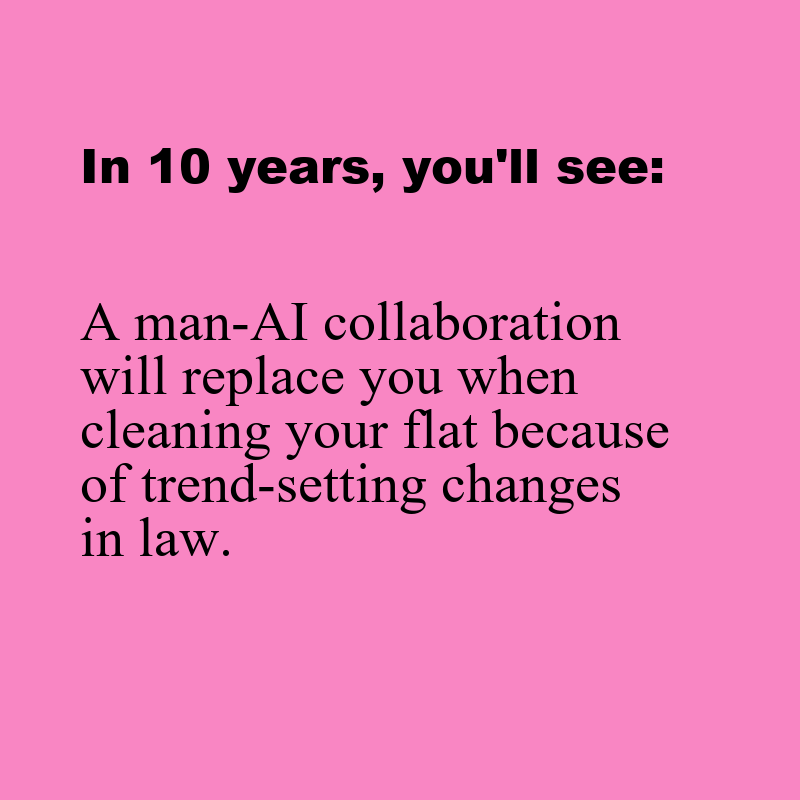 In 10 years, you'll see:
A man-AI collaboration
will replace you when
cleaning your flat because
of trend-setting changes
in law.